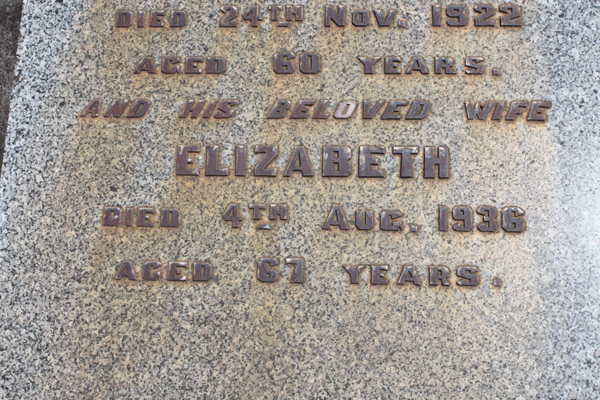 DIED 24TH NOV. 1922
AGED 60 YEARS.
AND HIS BELOVED WIFE
ELIZABETH
DIED 4TH AUG. 1936
AGED 67 YEARS.